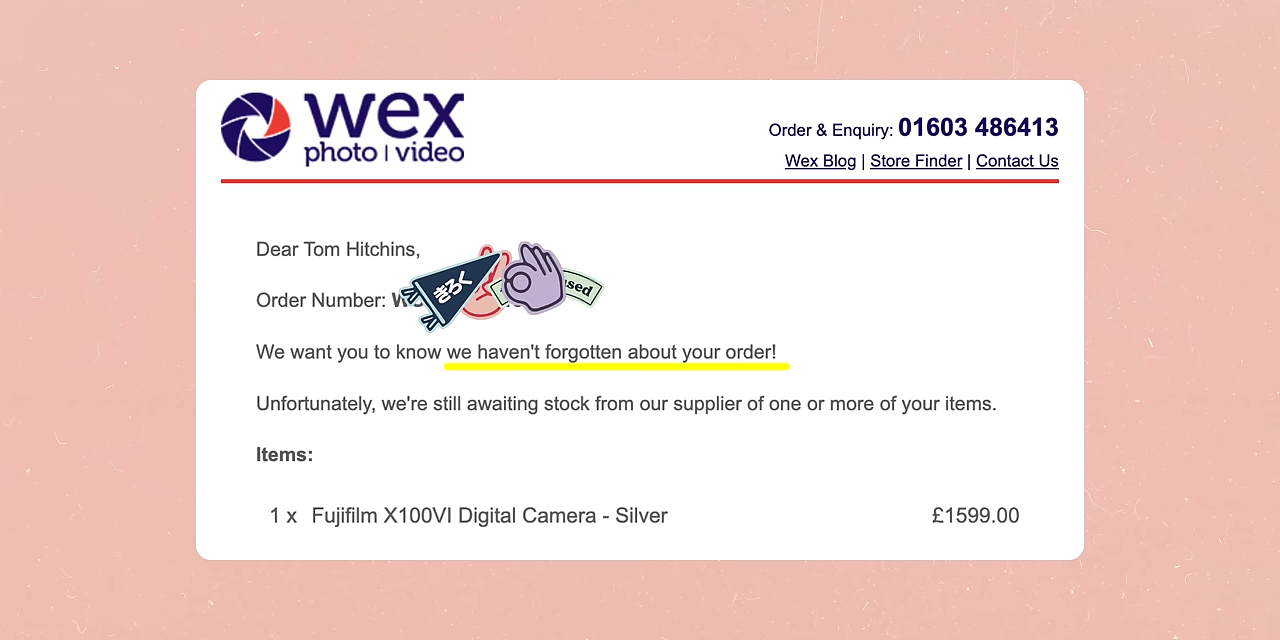 wex
photo | video
Order & Enquiry: 01603 486413
Wex Blog | Store Finder | Contact Us
Dear Tom Hitchins,
Order Number:
きろく
We want you to know we haven't forgotten about your order!
Unfortunately, we're still awaiting stock from our supplier of one or more of your items.
Items:
1 x Fujifilm X100VI Digital Camera - Silver £1599.00